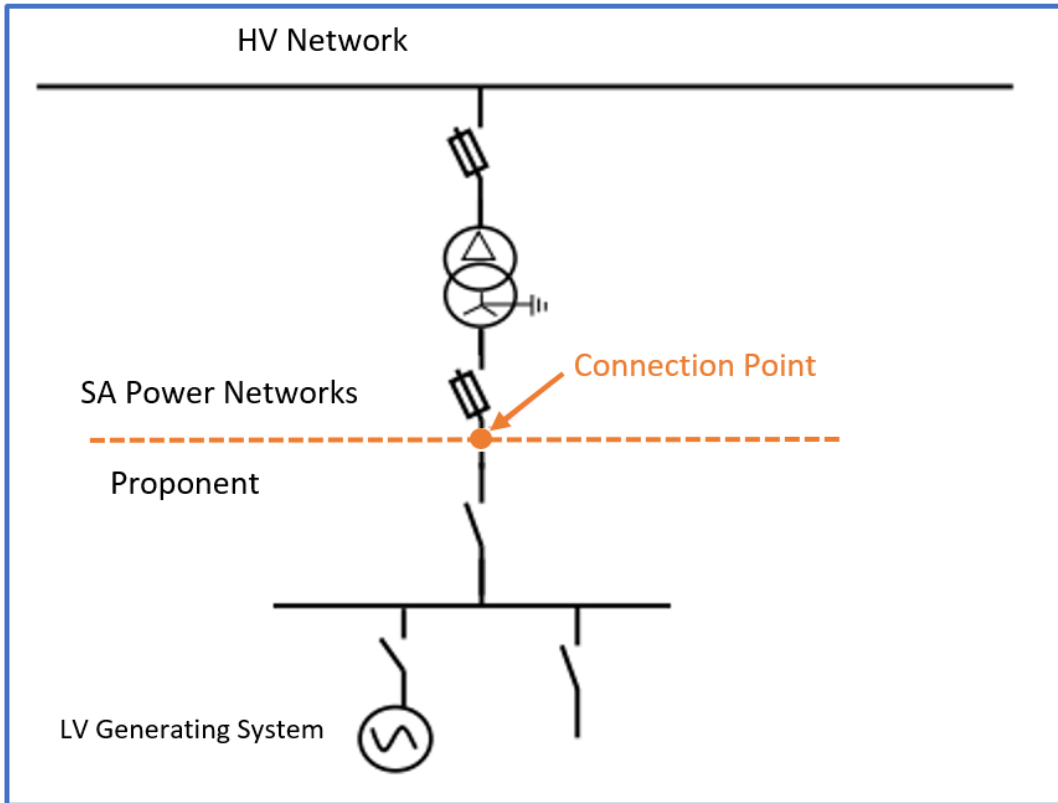 HV Network
Connection Point
SA Power Networks
Proponent
LV Generating System